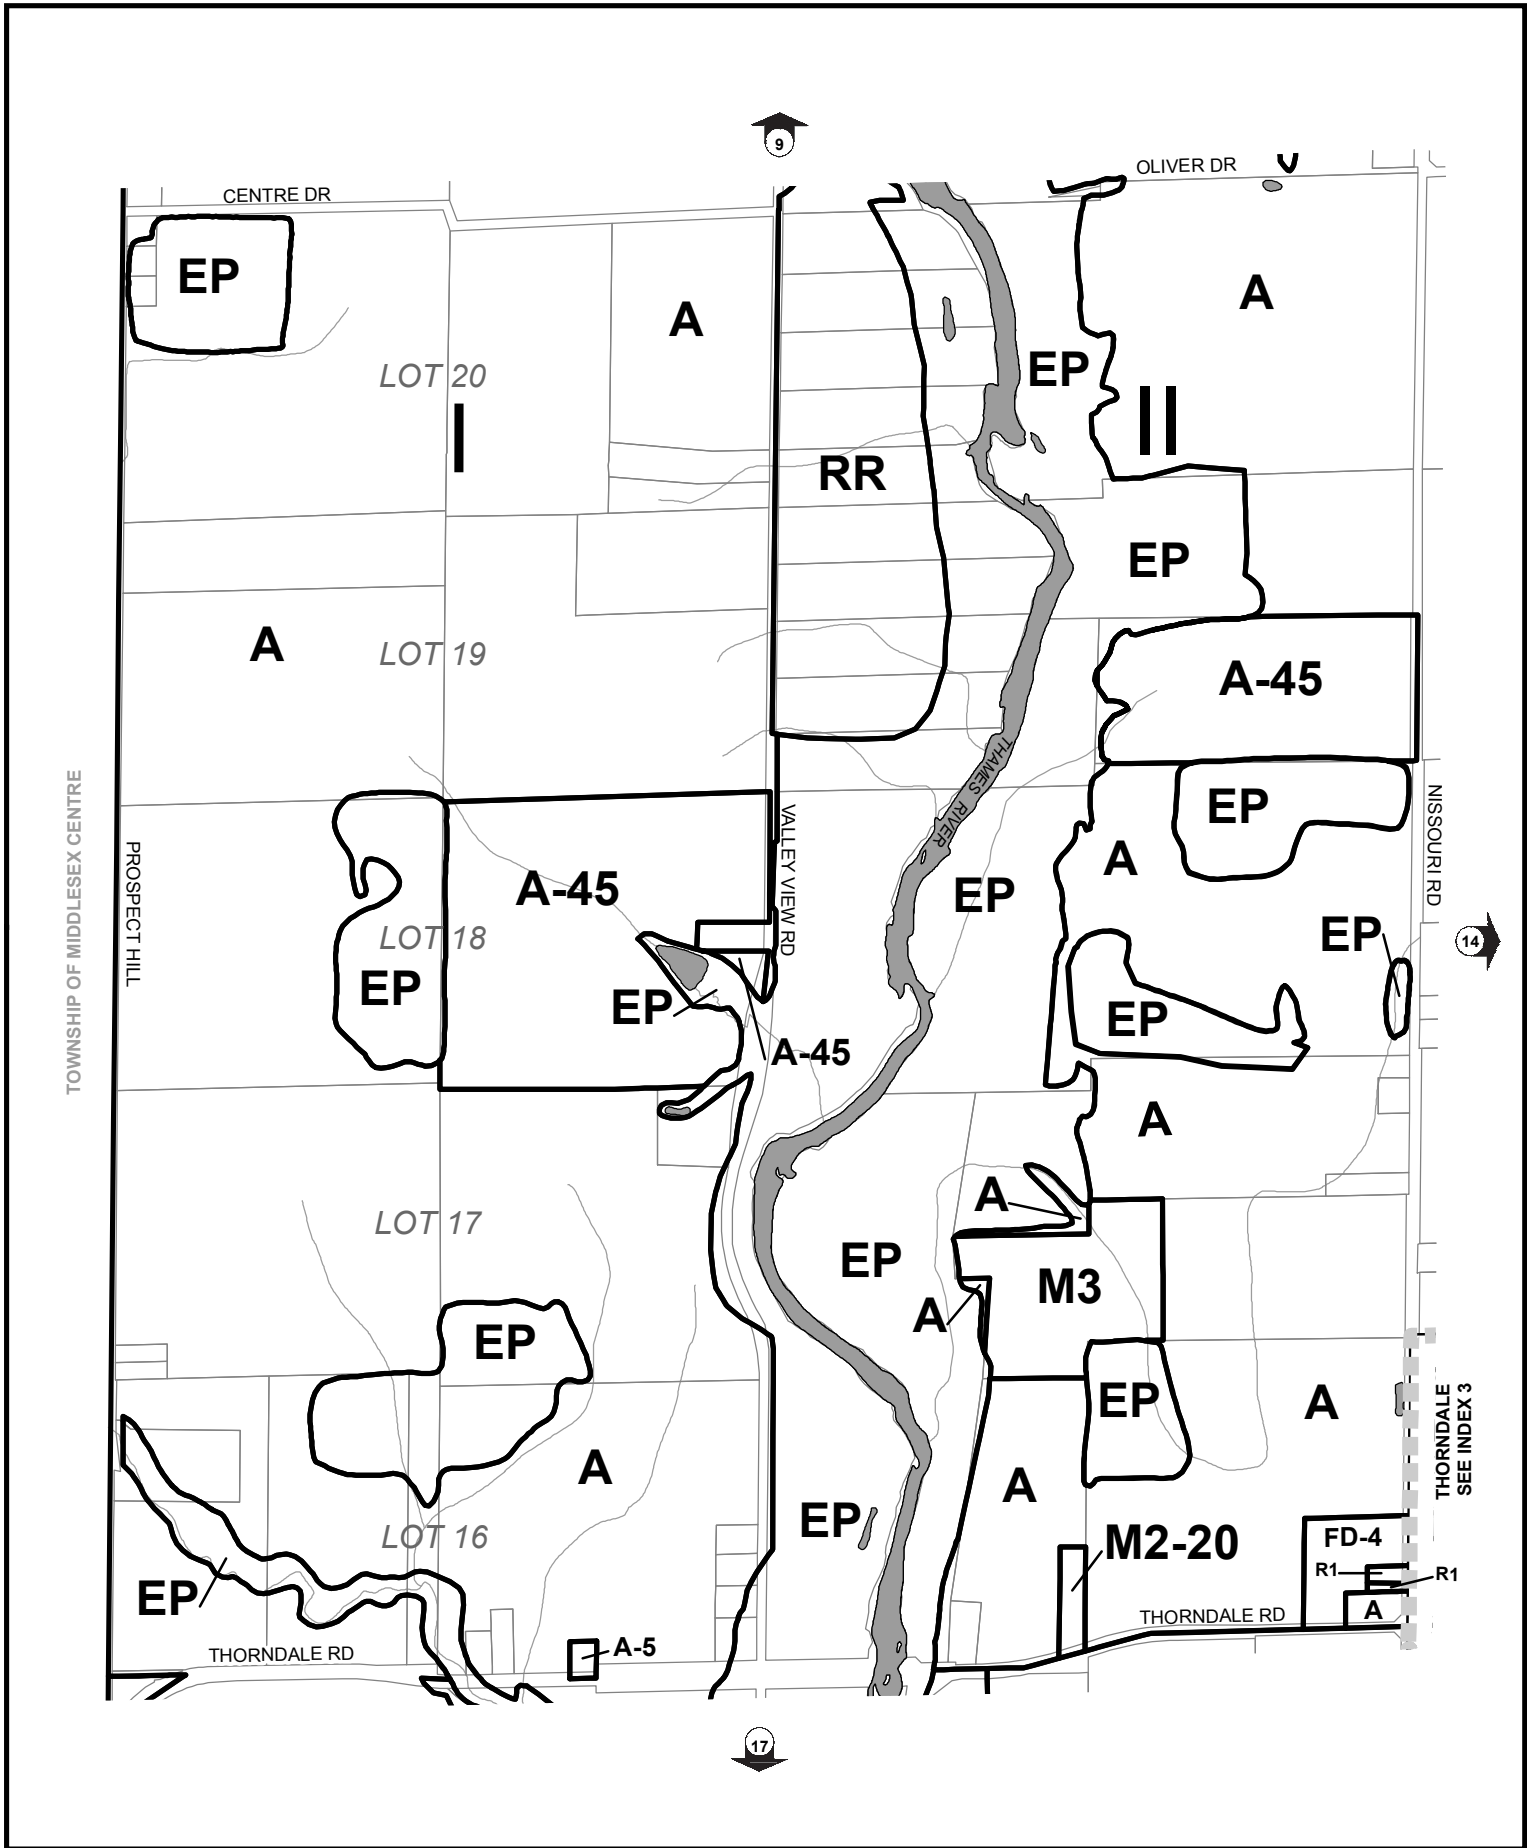 9
CENTRE DR
OLIVER DR
EP
A
A
EP
LOT 20
I
II
RR
EP
A
LOT 19
A-45
THAMES RIVER
TOWNSHIP OF MIDDLESEX CENTRE
PROSPECT HILL
VALLEY VIEW RD
NISSOURI RD
EP
A
A-45
EP
LOT 18
EP
14
EP
EP
EP
A-45
A
A
LOT 17
EP
M3
A
EP
EP
A
THORNDALE
SEE INDEX 3
A
A
EP
LOT 16
M2-20
FD-4
R1
R1
EP
A
THORNDALE RD
THORNDALE RD
A-5
17